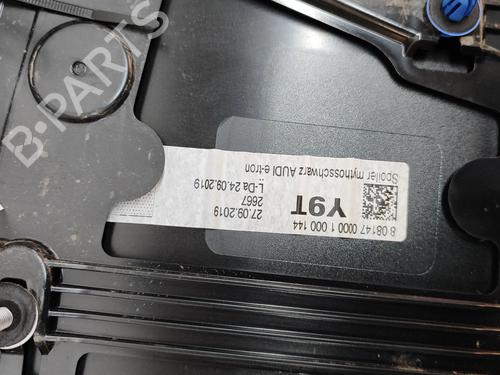 B-PARTS
Spoiler mythosschwarz AUDI e-tron
L-Da 24.09.2019
2667
27.09.2019
Y9T
8 08147 0000 1 000 144